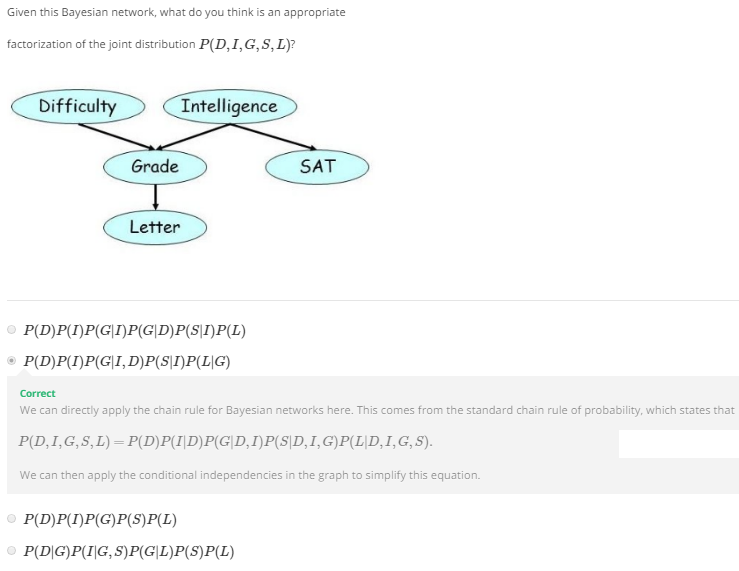 Given this Bayesian network, what do you think is an appropriate
factorization of the joint distribution P(D, I, G, S, L)?
Difficulty Intelligence
Grade SAT
Letter
P(D)P(I)P(G|I)P(G|D)P(S|I)P(L)
P(D)P(I)P(G|I, D)P(S|I)P(L|G)
Correct
We can directly apply the chain rule for Bayesian networks here. This comes from the standard chain rule of probability, which states that
P(D, I, G, S, L) = P(D)P(I|D)P(G|D, I)P(S|D, I, G)P(L|D, I, G, S).
We can then apply the conditional independencies in the graph to simplify this equation.
P(D)P(I)P(G)P(S)P(L)
P(D|G)P(I|G, S)P(G|L)P(S)P(L)